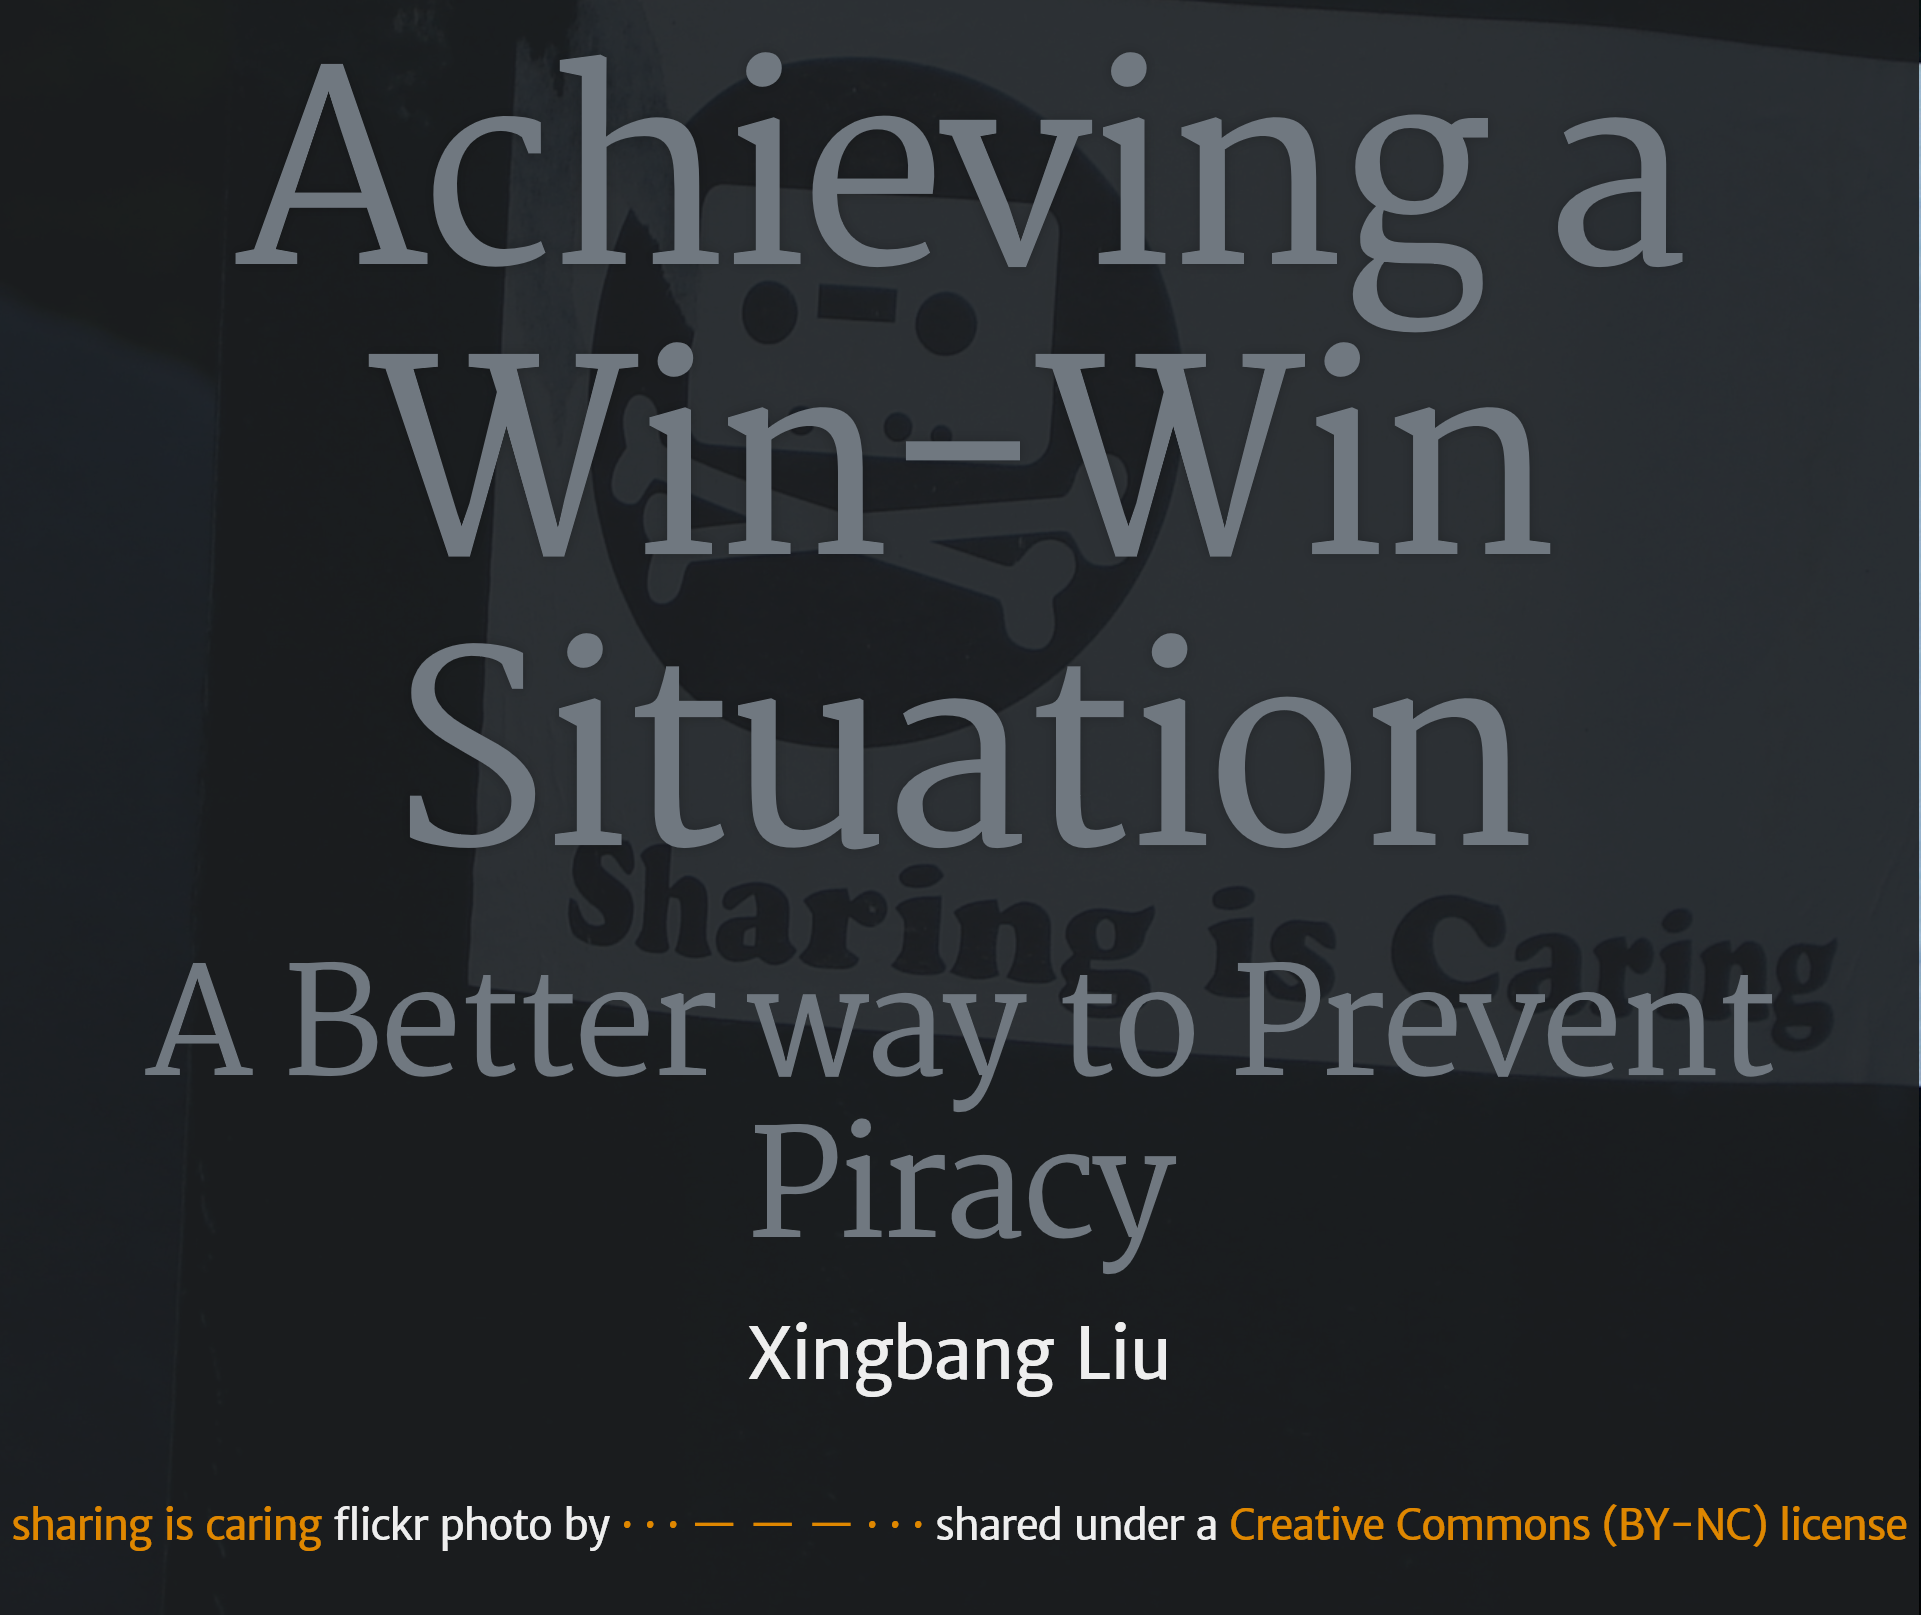 Achieving a
Win-Win
Situation
Sharing is Caring
A Better way to Prevent
Piracy
Xingbang Liu
sharing is caring flickr photo by · · · — — — · · · shared under a Creative Commons (BY-NC) license